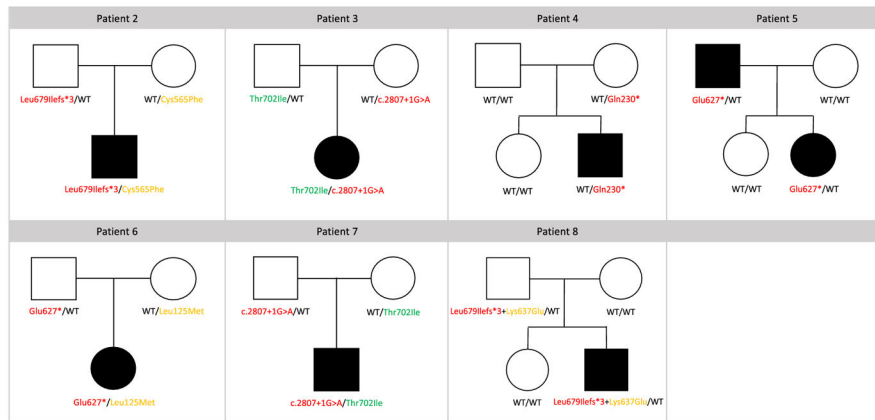 Patient 2 Patient 3 Patient 4 Patient 5
Leu679Ilefs*3/WT WT/Cys565Phe Thr702Ile/WT WT/c.2807+1G>A WT/WT WT/Gln230* Glu627*/WT WT/WT
Leu679Ilefs*3/Cys565Phe Thr702Ile/c.2807+1G>A WT/WT WT/Gln230* WT/WT Glu627*/WT
Patient 6 Patient 7 Patient 8
Glu627*/WT WT/Leu125Met c.2807+1G>A/WT WT/Thr702Ile Leu679Ilefs*3+Lys637Glu/WT WT/WT
Glu627*/Leu125Met c.2807+1G>A/Thr702Ile WT/WT Leu679Ilefs*3+Lys637Glu/WT